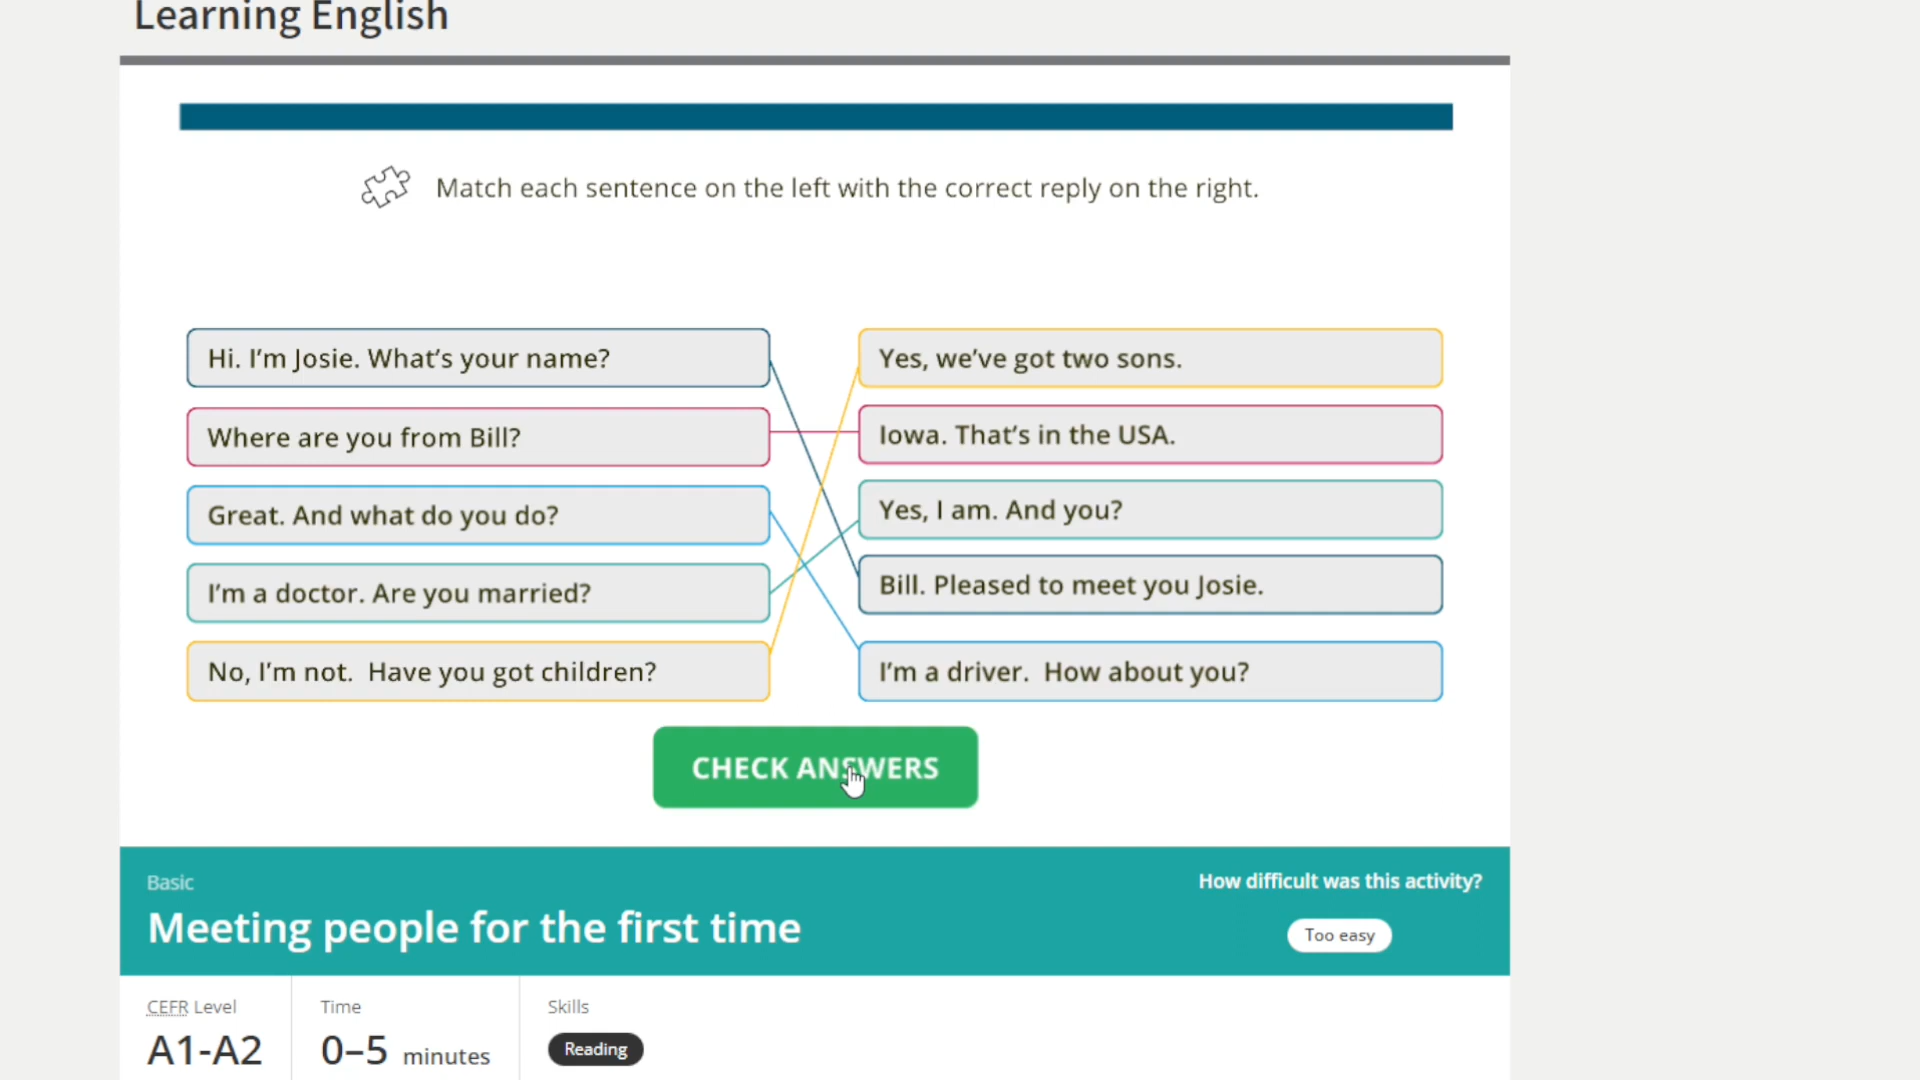 Learning English
Match each sentence on the left with the correct reply on the right.
Hi. I'm Josie. What's your name?
Where are you from Bill?
Great. And what do you do?
I'm a doctor. Are you married?
No, I'm not.  Have you got children?
Yes, we've got two sons.
Iowa. That's in the USA.
Yes, I am. And you?
Bill. Pleased to meet you Josie.
I'm a driver.  How about you?
CHECK ANSWERS
Basic
Meeting people for the first time
How difficult was this activity?
Too easy
CEFR Level
A1-A2
Time
0–5 minutes
Skills
Reading